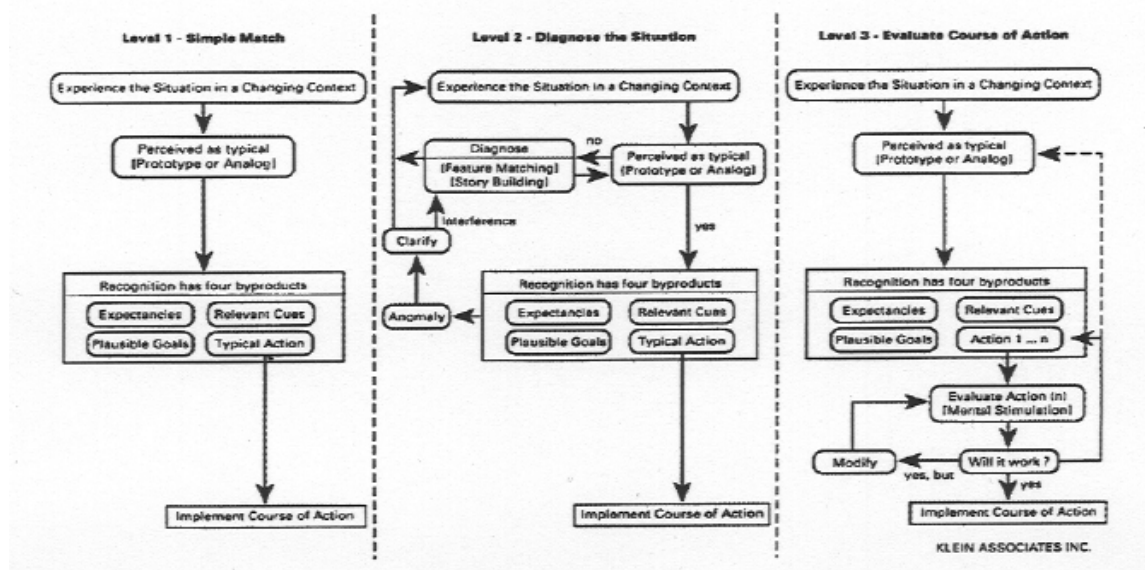 Level 1 - Simple Match
Experience the Situation in a Changing Context
Perceived as typical
[Prototype or Analog]
Recognition has four byproducts
Expectancies
Relevant Cues
Plausible Goals
Typical Action
Implement Course of Action
Level 2 - Diagnose the Situation
Experience the Situation in a Changing Context
Diagnose
[Feature Matching]
[Story Building]
no
Perceived as typical
[Prototype or Analog]
Interference
yes
Clarify
Anomaly
Recognition has four byproducts
Expectancies
Relevant Cues
Plausible Goals
Typical Action
Implement Course of Action
Level 3 - Evaluate Course of Action
Experience the Situation in a Changing Context
Perceived as typical
[Prototype or Analog]
Recognition has four byproducts
Expectancies
Relevant Cues
Plausible Goals
Action 1 ... n
Evaluate Action (n)
[Mental Stimulation]
Modify
Will it work ?
yes, but
yes
Implement Course of Action
KLEIN ASSOCIATES INC.